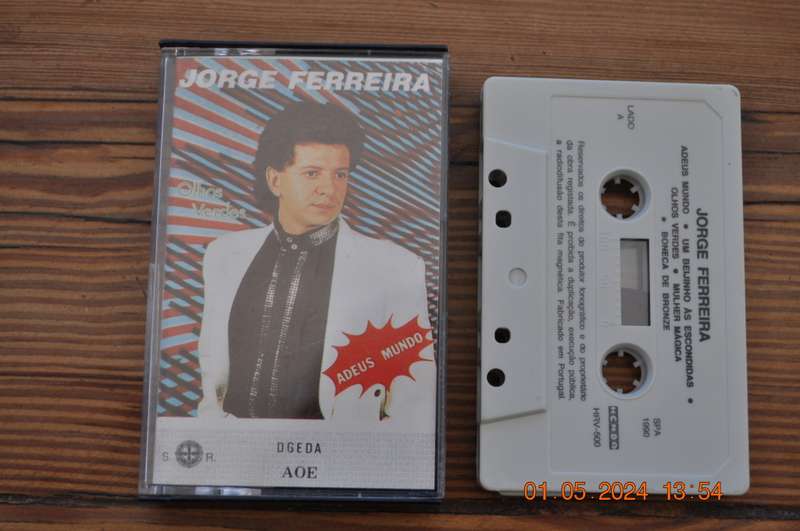 JORGE FERREIRA
Olhos
Verdes
ADEUS MUNDO
S R.
DGEDA
AOE
LADO
A
JORGE FERREIRA
ADEUS MUNDO • UM BEIJINHO ÀS ESCONDIDAS •
OLHOS VERDES • MULHER MÁGICA
• BONECA DE BRONZE
SPA
1990
HRV-500
Reservados os direitos do produtor fonográfico e do proprietário
da obra registada. É proibida a duplicação, execução pública,
a radiodifusão desta fita magnética. Fabricado em Portugal.
01.05.2024 13:54